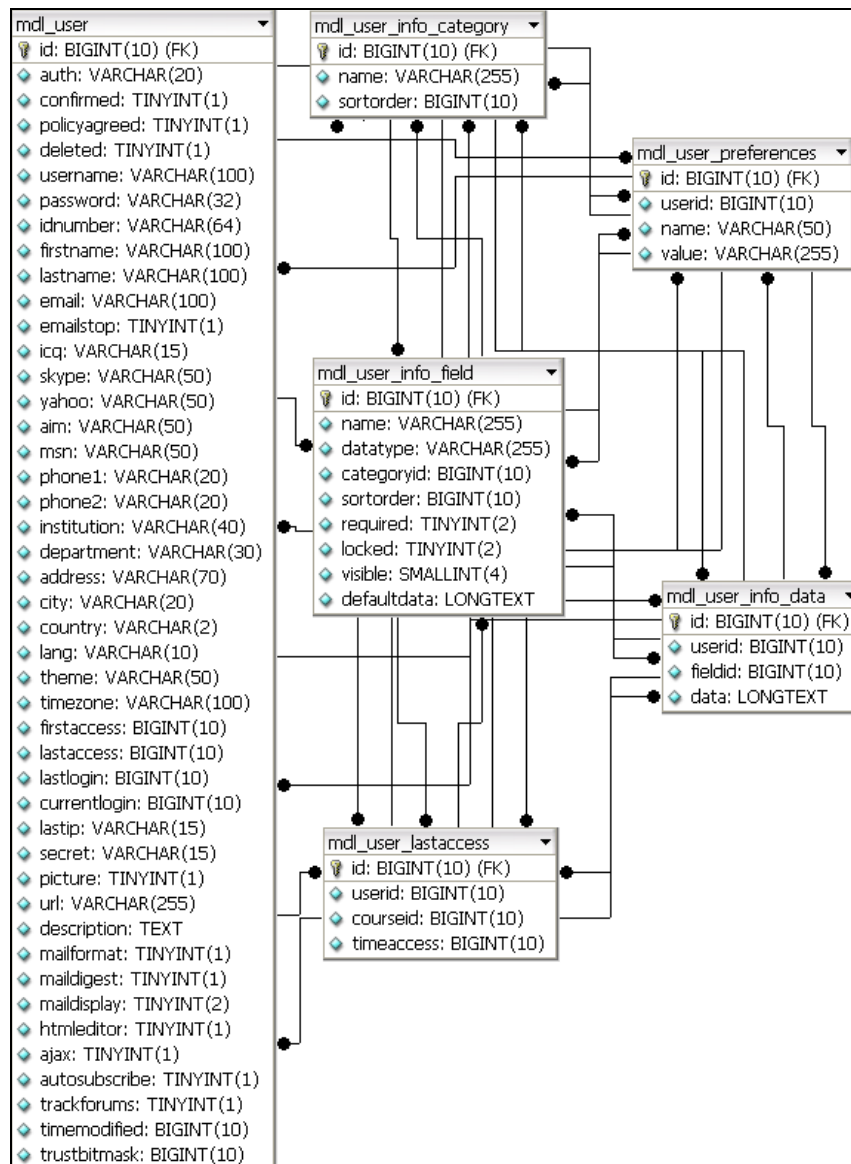 mdl_user
id: BIGINT(10) (FK)
auth: VARCHAR(20)
confirmed: TINYINT(1)
policyagreed: TINYINT(1)
deleted: TINYINT(1)
username: VARCHAR(100)
password: VARCHAR(32)
idnumber: VARCHAR(64)
firstname: VARCHAR(100)
lastname: VARCHAR(100)
email: VARCHAR(100)
emailstop: TINYINT(1)
icq: VARCHAR(15)
skype: VARCHAR(50)
yahoo: VARCHAR(50)
aim: VARCHAR(50)
msn: VARCHAR(50)
phone1: VARCHAR(20)
phone2: VARCHAR(20)
institution: VARCHAR(40)
department: VARCHAR(30)
address: VARCHAR(70)
city: VARCHAR(20)
country: VARCHAR(2)
lang: VARCHAR(10)
theme: VARCHAR(50)
timezone: VARCHAR(100)
firstaccess: BIGINT(10)
lastaccess: BIGINT(10)
lastlogin: BIGINT(10)
currentlogin: BIGINT(10)
lastip: VARCHAR(15)
secret: VARCHAR(15)
picture: TINYINT(1)
url: VARCHAR(255)
description: TEXT
mailformat: TINYINT(1)
maildigest: TINYINT(1)
maildisplay: TINYINT(2)
htmleditor: TINYINT(1)
ajax: TINYINT(1)
autosubscribe: TINYINT(1)
trackforums: TINYINT(1)
timemodified: BIGINT(10)
trustbitmask: BIGINT(10)
mdl_user_info_category
id: BIGINT(10) (FK)
name: VARCHAR(255)
sortorder: BIGINT(10)
mdl_user_preferences
id: BIGINT(10) (FK)
userid: BIGINT(10)
name: VARCHAR(50)
value: VARCHAR(255)
mdl_user_info_field
id: BIGINT(10) (FK)
name: VARCHAR(255)
datatype: VARCHAR(255)
categoryid: BIGINT(10)
sortorder: BIGINT(10)
required: TINYINT(2)
locked: TINYINT(2)
visible: SMALLINT(4)
defaultdata: LONGTEXT
mdl_user_info_data
id: BIGINT(10) (FK)
userid: BIGINT(10)
fieldid: BIGINT(10)
data: LONGTEXT
mdl_user_lastaccess
id: BIGINT(10) (FK)
userid: BIGINT(10)
courseid: BIGINT(10)
timeaccess: BIGINT(10)